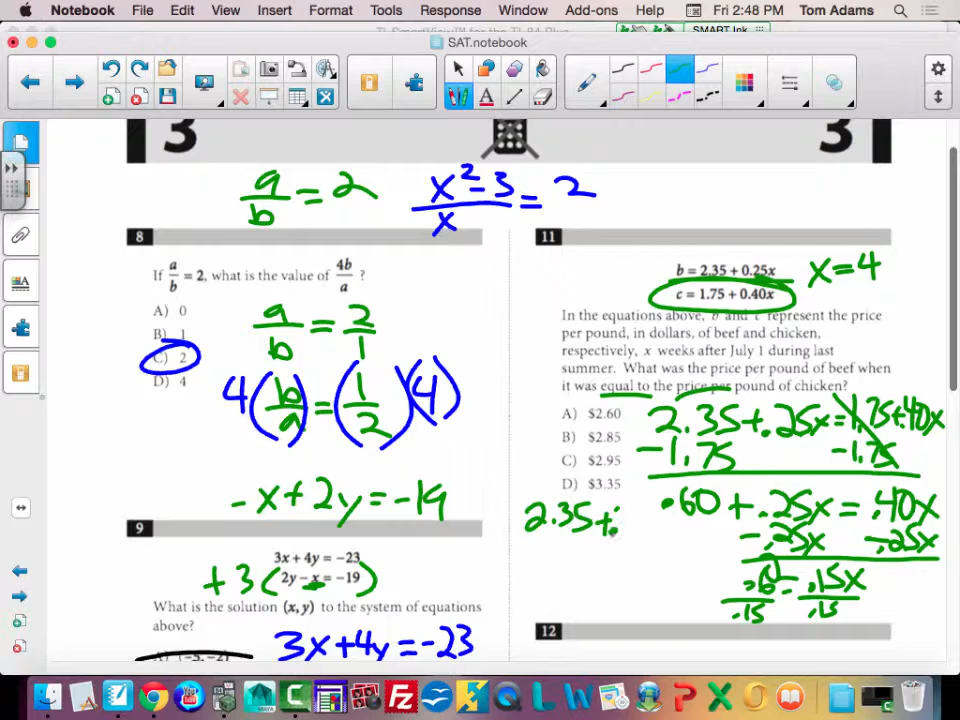 Notebook File Edit View Insert Format Tools Response Window Add-ons Help Fri 2:48 PM Tom Adams
SMART Ink
SAT.notebook
3 3
a/b = 2
x² - 3 / x = 2
8
If a/b = 2, what is the value of 4b/a ?
A) 0
B) 1
C) 2
D) 4
a/b = 2/1
4(b/a) = (1/2)(4)
-x + 2y = -19
9
3x + 4y = -23
2y - x = -19
+3( )
What is the solution (x, y) to the system of equations
above?
3x + 4y = -23
A) (-5, -2)
11
b = 2.35 + 0.25x
c = 1.75 + 0.40x
x = 4
In the equations above, b and c represent the price
per pound, in dollars, of beef and chicken,
respectively, x weeks after July 1 during last
summer. What was the price per pound of beef when
it was equal to the price per pound of chicken?
A) $2.60
B) $2.85
C) $2.95
D) $3.35
2.35 + .25x = 1.75 + .40x
-1.75 -1.75
.60 + .25x = .40x
-.25x -.25x
.6 = .15x
.15 .15
2.35 + .
12